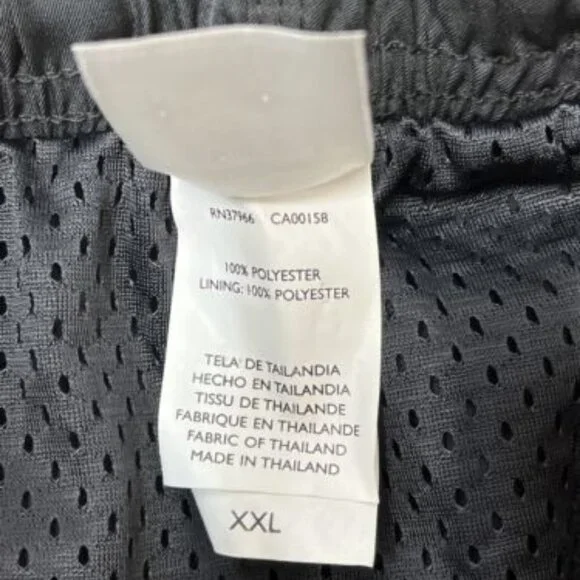 RN37966 CA00158
100% POLYESTER
LINING: 100% POLYESTER
TELA DE TAILANDIA
HECHO EN TAILANDIA
TISSU DE THAILANDE
FABRIQUE EN THAILANDE
FABRIC OF THAILAND
MADE IN THAILAND
XXL